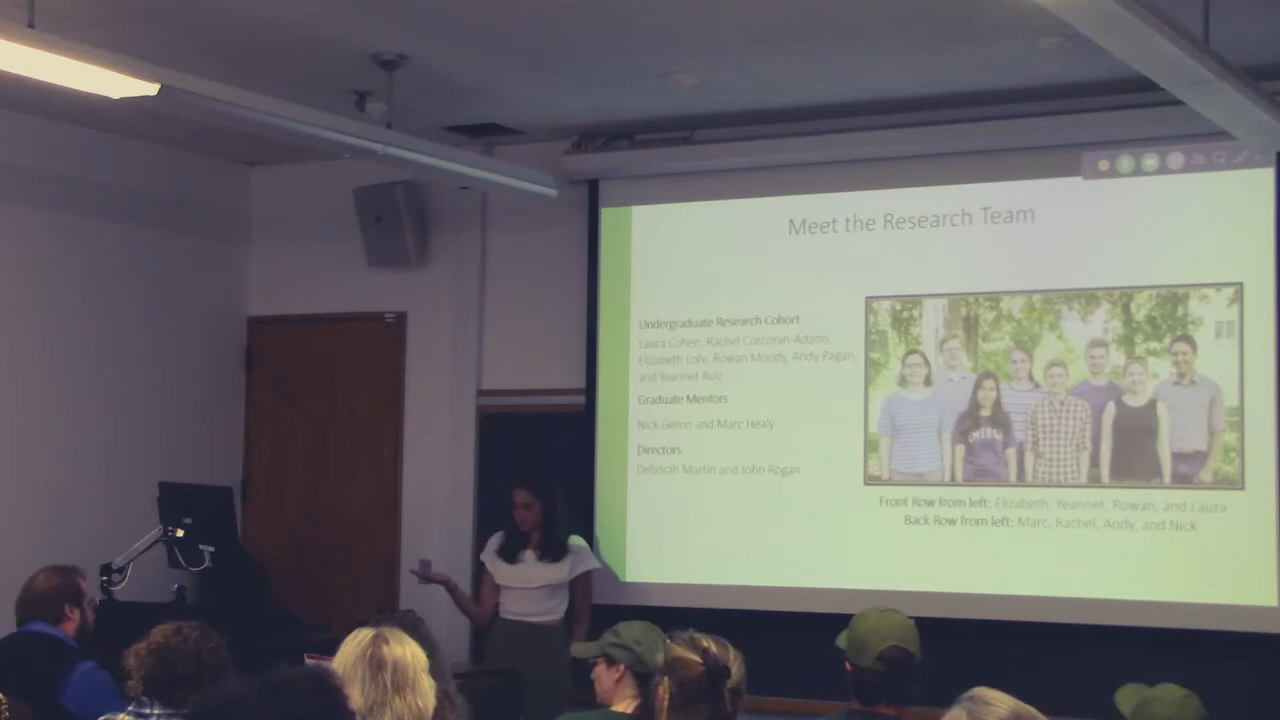 Meet the Research Team
Undergraduate Research Cohort
Laura Cohen, Rachel Corcoran-Adams,
Elizabeth Lohr, Rowan Moody, Andy Pagan,
and Yeannet Ruiz
Graduate Mentors
Nick Geron and Marc Healy
Directors
Deborah Martin and John Rogan
Front Row from left: Elizabeth, Yeannet, Rowan, and Laura
Back Row from left: Marc, Rachel, Andy, and Nick